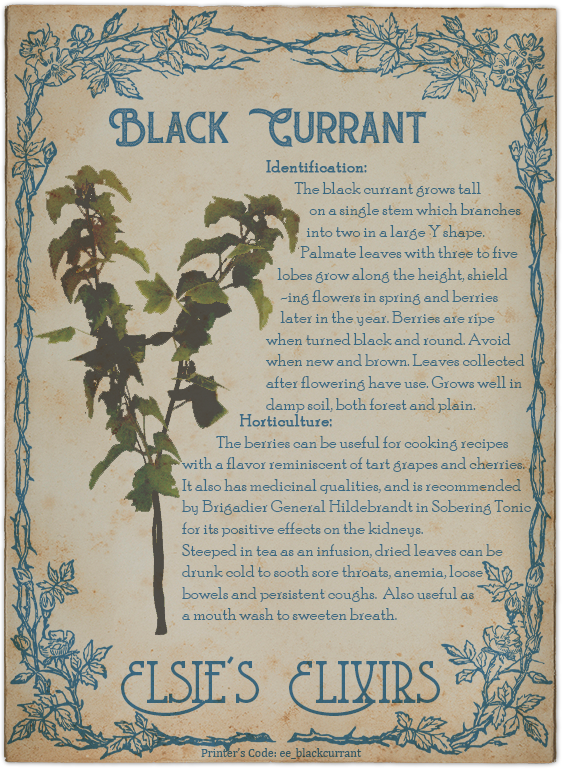 Black Currant
Identification:
The black currant grows tall
on a single stem which branches
into two in a large Y shape.
Palmate leaves with three to five
lobes grow along the height, shield
-ing flowers in spring and berries
later in the year. Berries are ripe
when turned black and round. Avoid
when new and brown. Leaves collected
after flowering have use. Grows well in
damp soil, both forest and plain.
Horticulture:
The berries can be useful for cooking recipes
with a flavor reminiscent of tart grapes and cherries.
It also has medicinal qualities, and is recommended
by Brigadier General Hildebrandt in Sobering Tonic
for its positive effects on the kidneys.
Steeped in tea as an infusion, dried leaves can be
drunk cold to sooth sore throats, anemia, loose
bowels and persistent coughs. Also useful as
a mouth wash to sweeten breath.
Elsie's Elixirs
Printer's Code: ee_blackcurrant